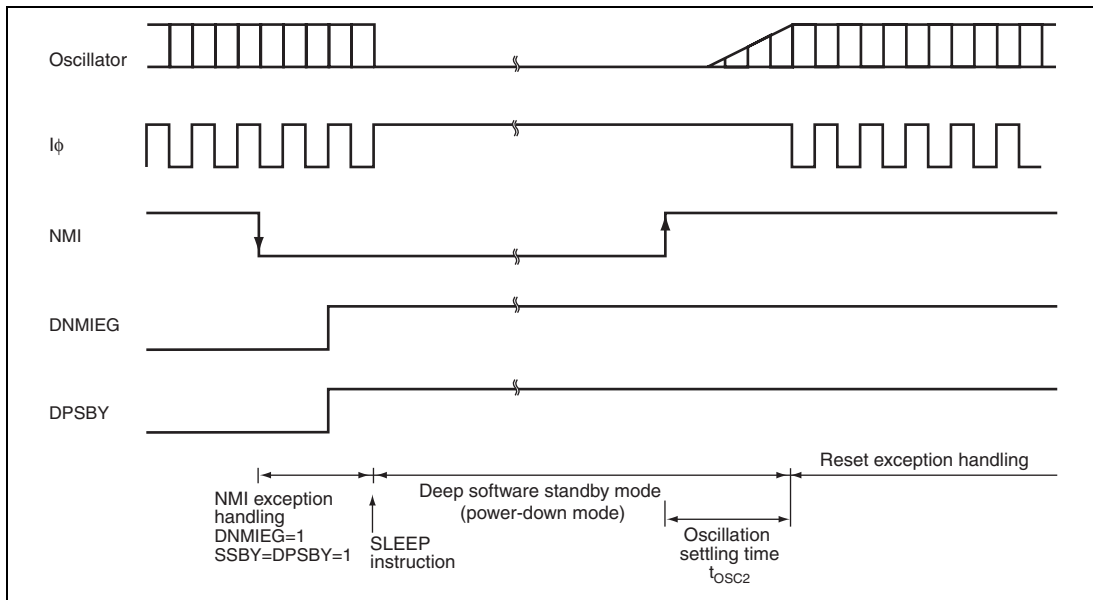 Oscillator
Iϕ
NMI
DNMIEG
DPSBY
NMI exception
handling
DNMIEG=1
SSBY=DPSBY=1
SLEEP
instruction
Deep software standby mode
(power-down mode)
Oscillation
settling time
tOSC2
Reset exception handling